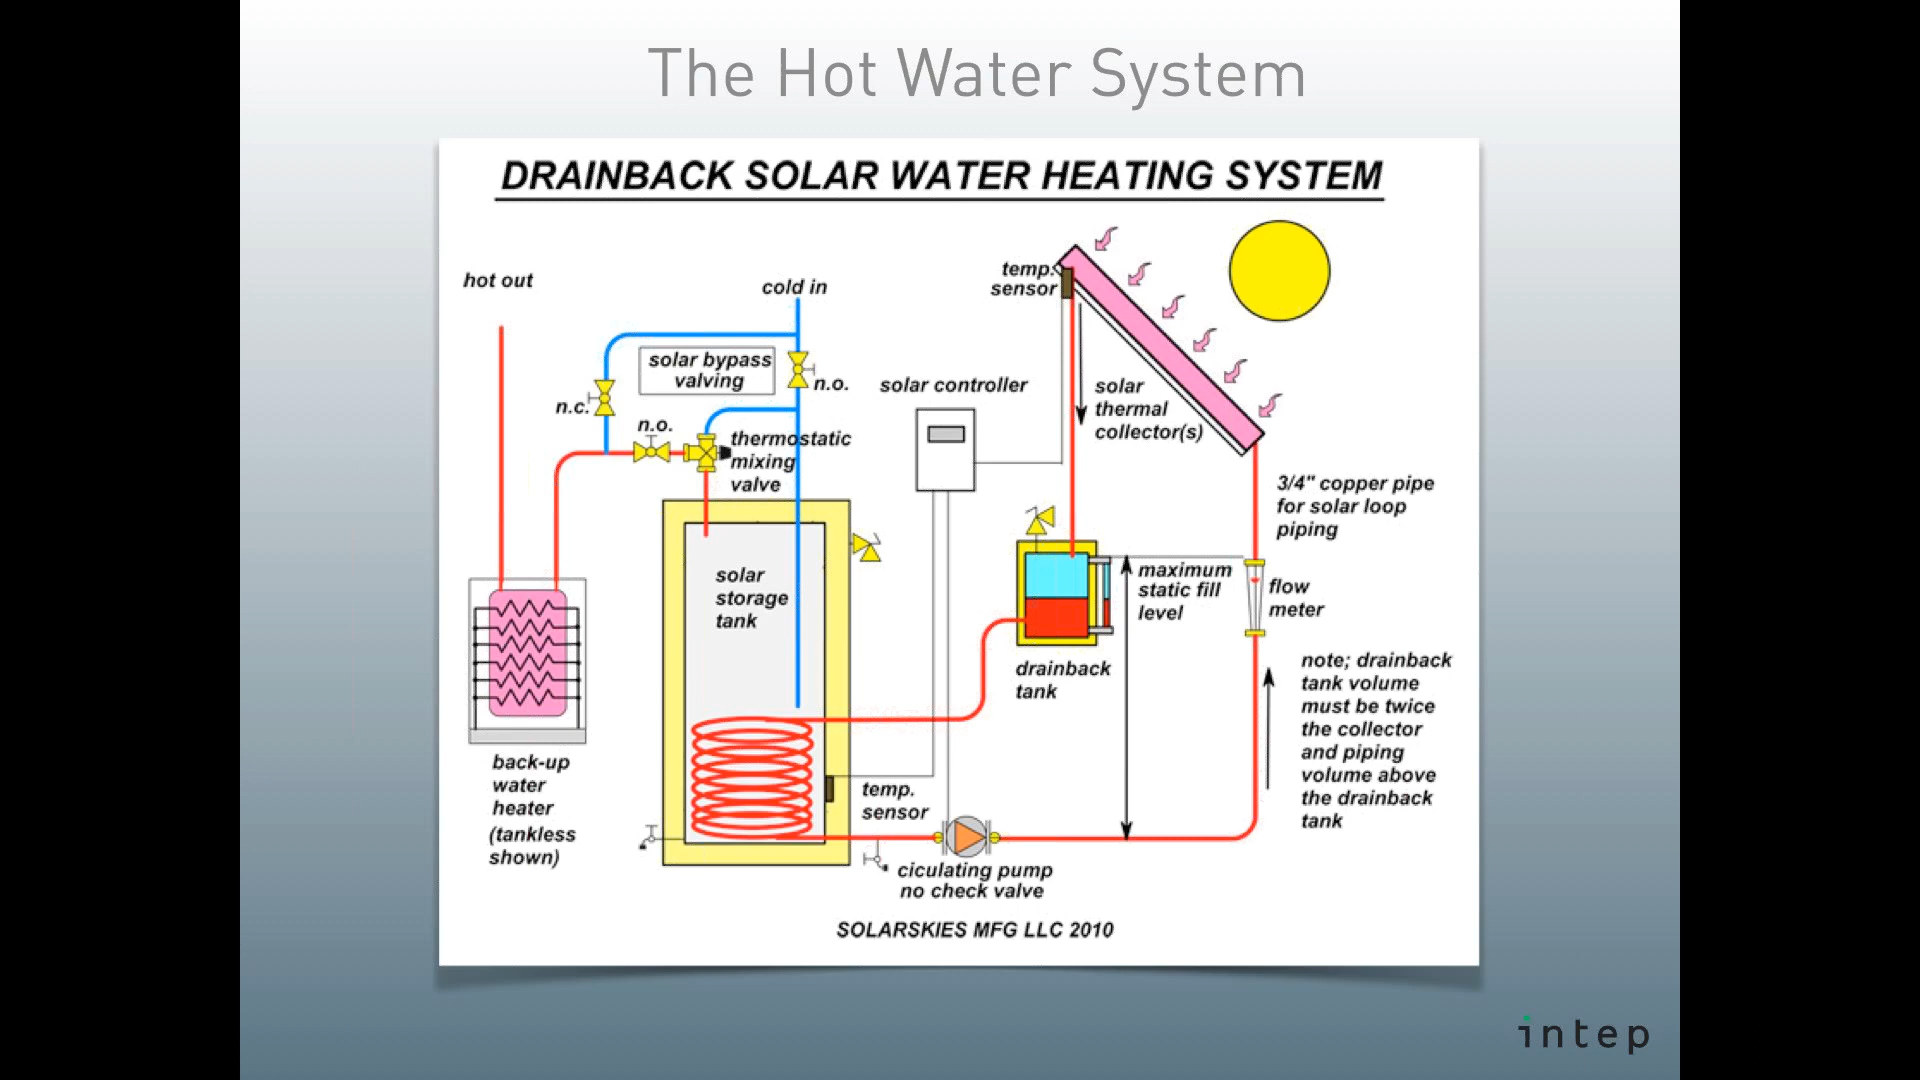 The Hot Water System
DRAINBACK SOLAR WATER HEATING SYSTEM
hot out
cold in
temp.
sensor
solar bypass
valving
n.o.
n.c.
n.o.
solar controller
solar
thermal
collector(s)
thermostatic
mixing
valve
3/4" copper pipe
for solar loop
piping
solar
storage
tank
maximum
static fill
level
flow
meter
drainback
tank
note; drainback
tank volume
must be twice
the collector
and piping
volume above
the drainback
tank
back-up
water
heater
(tankless
shown)
temp.
sensor
ciculating pump
no check valve
SOLARSKIES MFG LLC 2010
intep